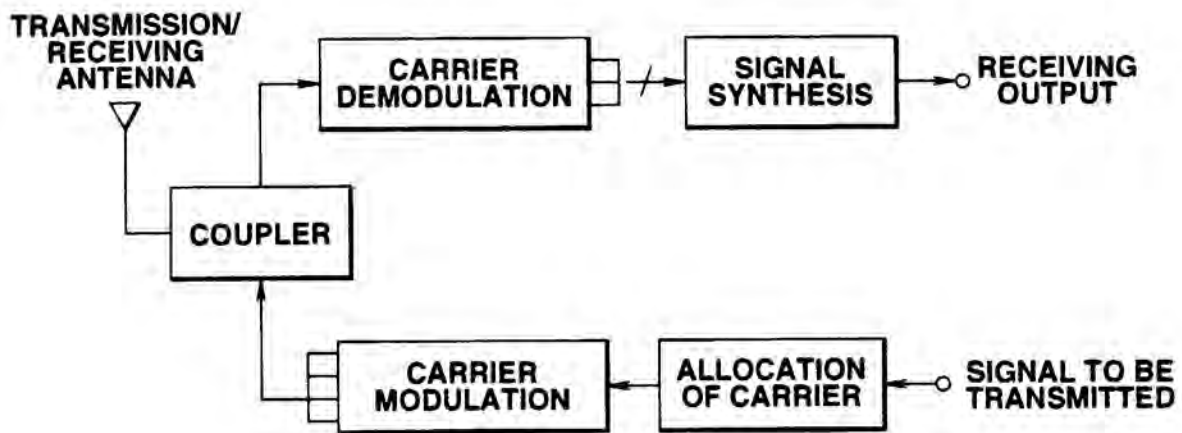 TRANSMISSION/
RECEIVING
ANTENNA
CARRIER
DEMODULATION
SIGNAL
SYNTHESIS
RECEIVING
OUTPUT
COUPLER
CARRIER
MODULATION
ALLOCATION
OF CARRIER
SIGNAL TO BE
TRANSMITTED